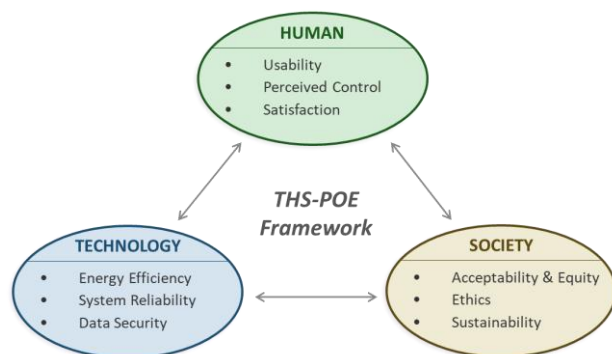 HUMAN
• Usability
• Perceived Control
• Satisfaction
THS-POE
Framework
TECHNOLOGY
• Energy Efficiency
• System Reliability
• Data Security
SOCIETY
• Acceptability & Equity
• Ethics
• Sustainability